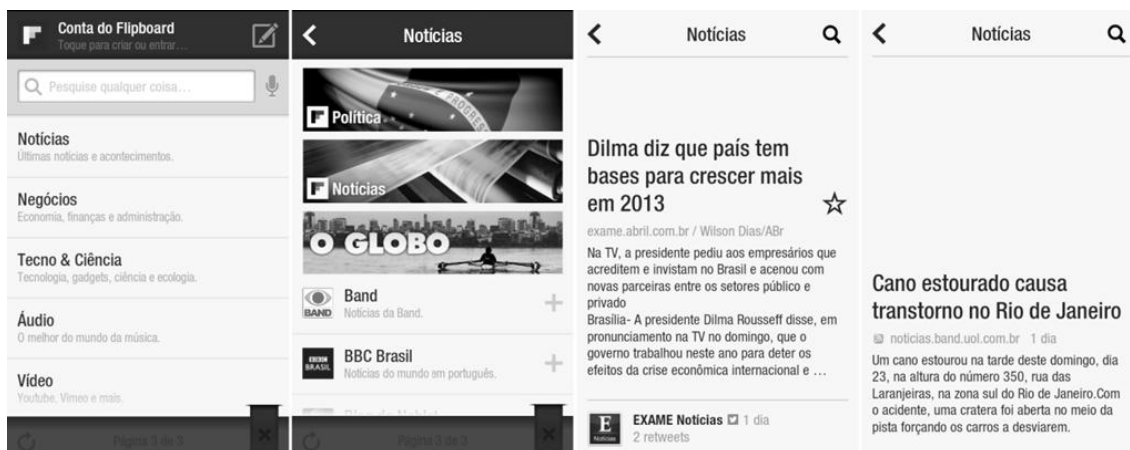 Conta do Flipboard
Toque para criar ou entrar...
Pesquise qualquer coisa...
Notícias
Últimas notícias e acontecimentos.
Negócios
Economia, finanças e administração.
Tecno & Ciência
Tecnologia, gadgets, ciência e ecologia.
Áudio
O melhor do mundo da música.
Vídeo
Youtube, Vimeo e mais.
Página 3 de 3
Notícias
E PROGRES
Política
Notícias
O GLOBO
BAND
Band
Notícias da Band.
BBC BRASIL
BBC Brasil
Notícias do mundo em português.
Página 3 de 3
Notícias
Dilma diz que país tem
bases para crescer mais
em 2013
exame.abril.com.br / Wilson Dias/ABr
Na TV, a presidente pediu aos empresários que
acreditem e invistam no Brasil e acenou com
novas parceiras entre os setores público e
privado
Brasília- A presidente Dilma Rousseff disse, em
pronunciamento na TV no domingo, que o
governo trabalhou neste ano para deter os
efeitos da crise econômica internacional e ...
E
Notícias
EXAME Notícias 1 dia
2 retweets
Notícias
Cano estourado causa
transtorno no Rio de Janeiro
noticias.band.uol.com.br 1 dia
Um cano estourou na tarde deste domingo, dia
23, na altura do número 350, rua das
Laranjeiras, na zona sul do Rio de Janeiro.Com
o acidente, uma cratera foi aberta no meio da
pista forçando os carros a desviarem.